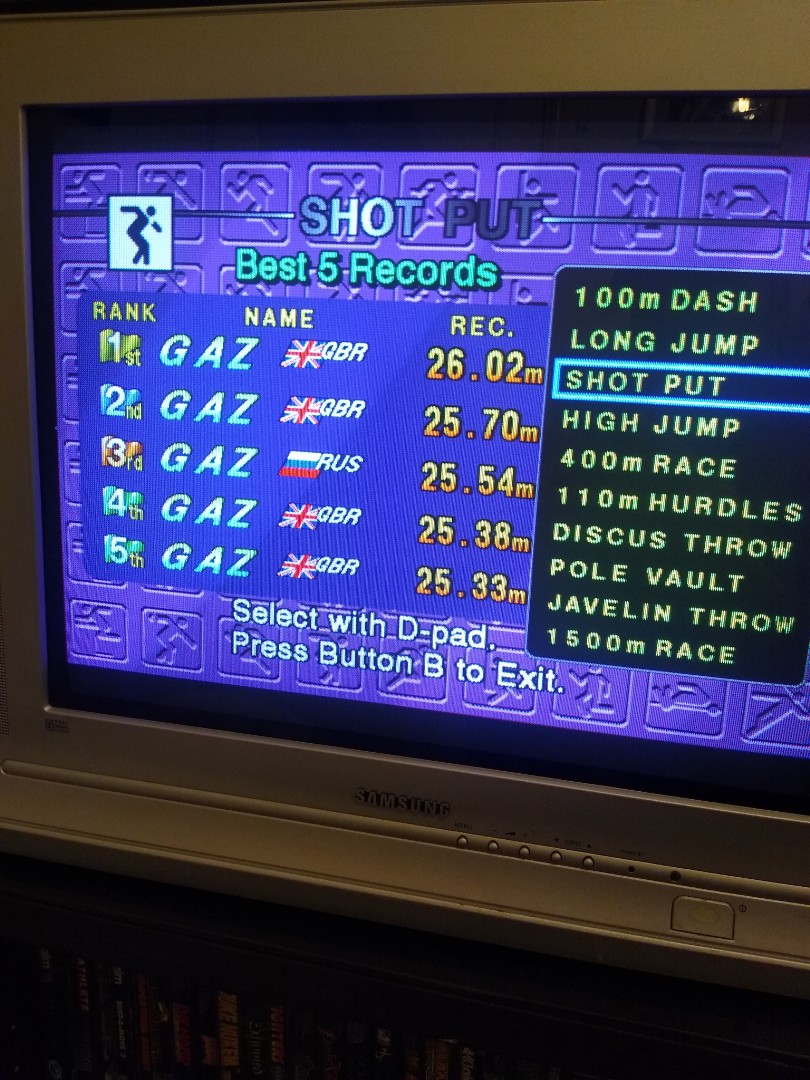 SHOT PUT
Best 5 Records
RANK NAME REC.
1st GAZ GBR 26.02m
2nd GAZ GBR 25.70m
3rd GAZ RUS 25.54m
4th GAZ GBR 25.38m
5th GAZ GBR 25.33m
Select with D-pad.
Press Button B to Exit.
100m DASH
LONG JUMP
SHOT PUT
HIGH JUMP
400m RACE
110m HURDLES
DISCUS THROW
POLE VAULT
JAVELIN THROW
1500m RACE
SAMSUNG
MENU
ATHLETE